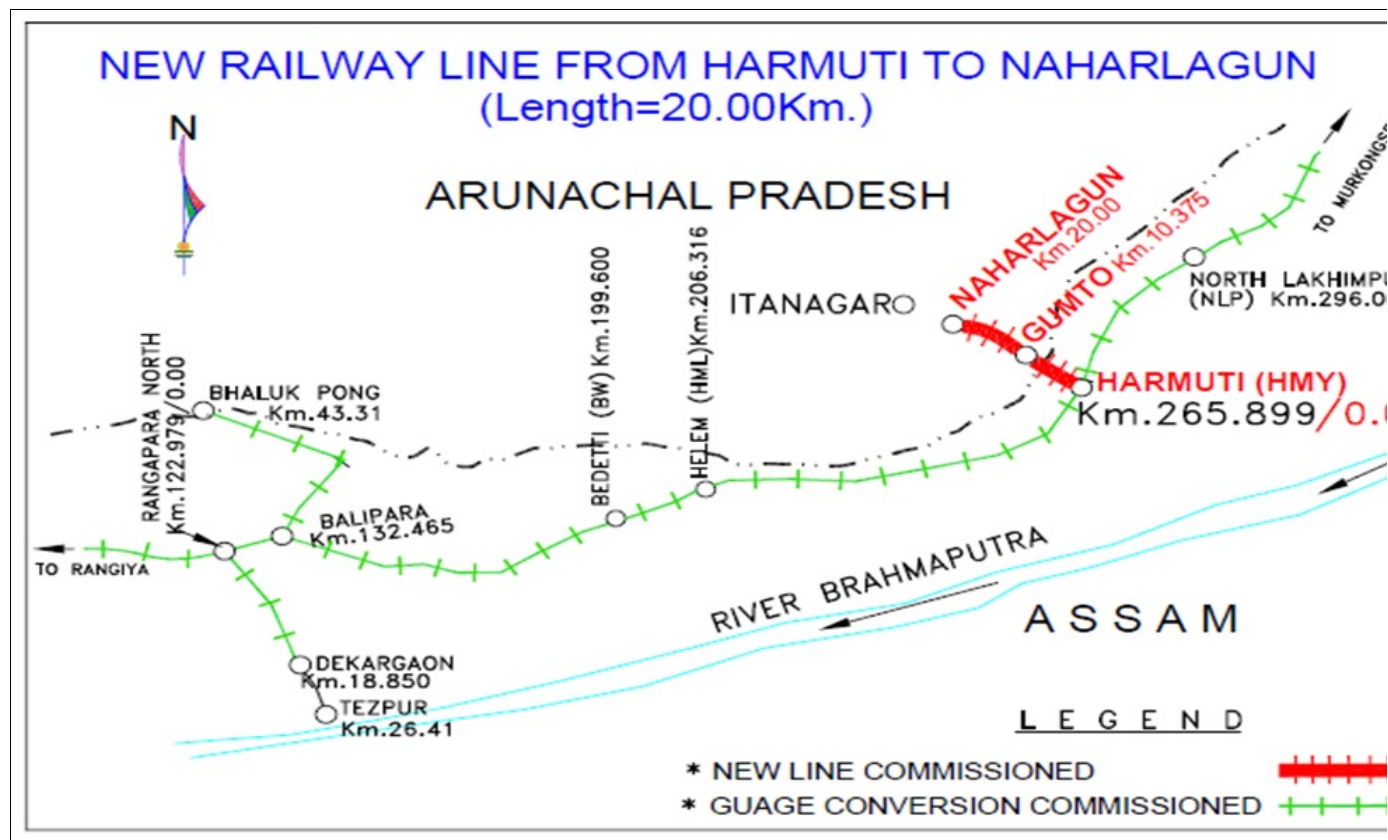 NEW RAILWAY LINE FROM HARMUTI TO NAHARLAGUN
(Length=20.00Km.)
N
ARUNACHAL PRADESH
TO MURKONGSE
NAHARLAGUN
Km.20.00
GUMTO Km.10.375
ITANAGAR
NORTH LAKHIMPU
(NLP) Km.296.0
HARMUTI (HMY)
Km.265.899/0.0
BEDETTI (BW) Km.199.600
HELEM (HML)Km.206.316
RANGAPARA NORTH
Km.122.979/0.00
BHALUK PONG
Km.43.31
BALIPARA
Km.132.465
TO RANGIYA
RIVER BRAHMAPUTRA
ASSAM
DEKARGAON
Km.18.850
TEZPUR
Km.26.41
LEGEND
* NEW LINE COMMISSIONED
* GUAGE CONVERSION COMMISSIONED